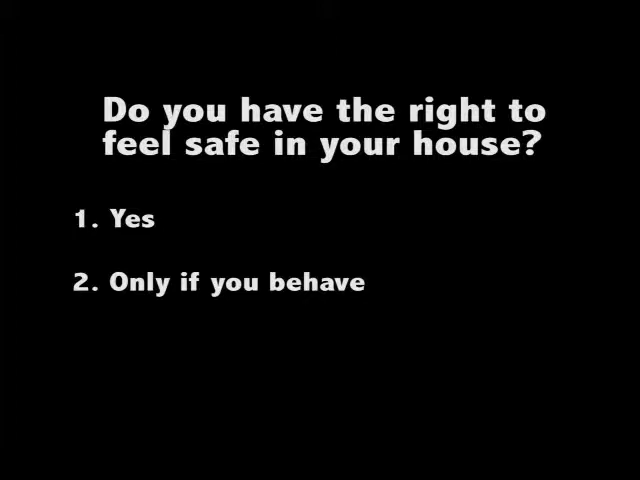 Do you have the right to
feel safe in your house?
1. Yes
2. Only if you behave